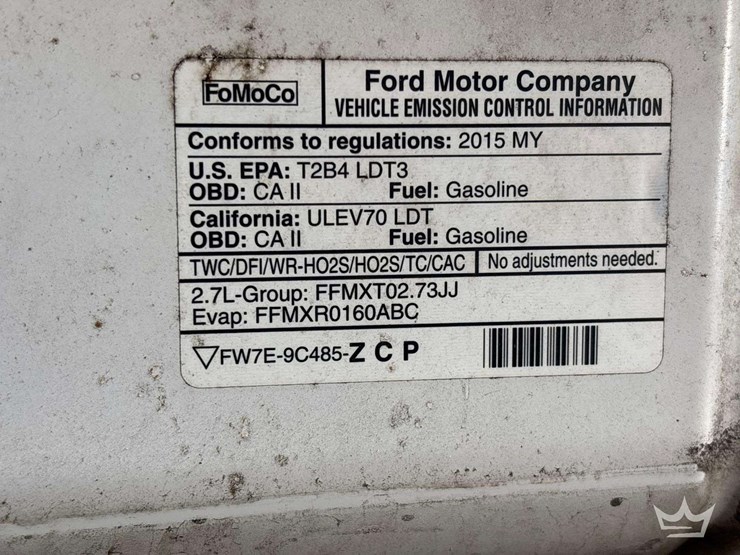 FoMoCo
Ford Motor Company
VEHICLE EMISSION CONTROL INFORMATION
Conforms to regulations: 2015 MY
U.S. EPA: T2B4 LDT3
OBD: CA II Fuel: Gasoline
California: ULEV70 LDT
OBD: CA II Fuel: Gasoline
TWC/DFI/WR-HO2S/HO2S/TC/CAC No adjustments needed.
2.7L-Group: FFMXT02.73JJ
Evap: FFMXR0160ABC
FW7E-9C485-Z C P